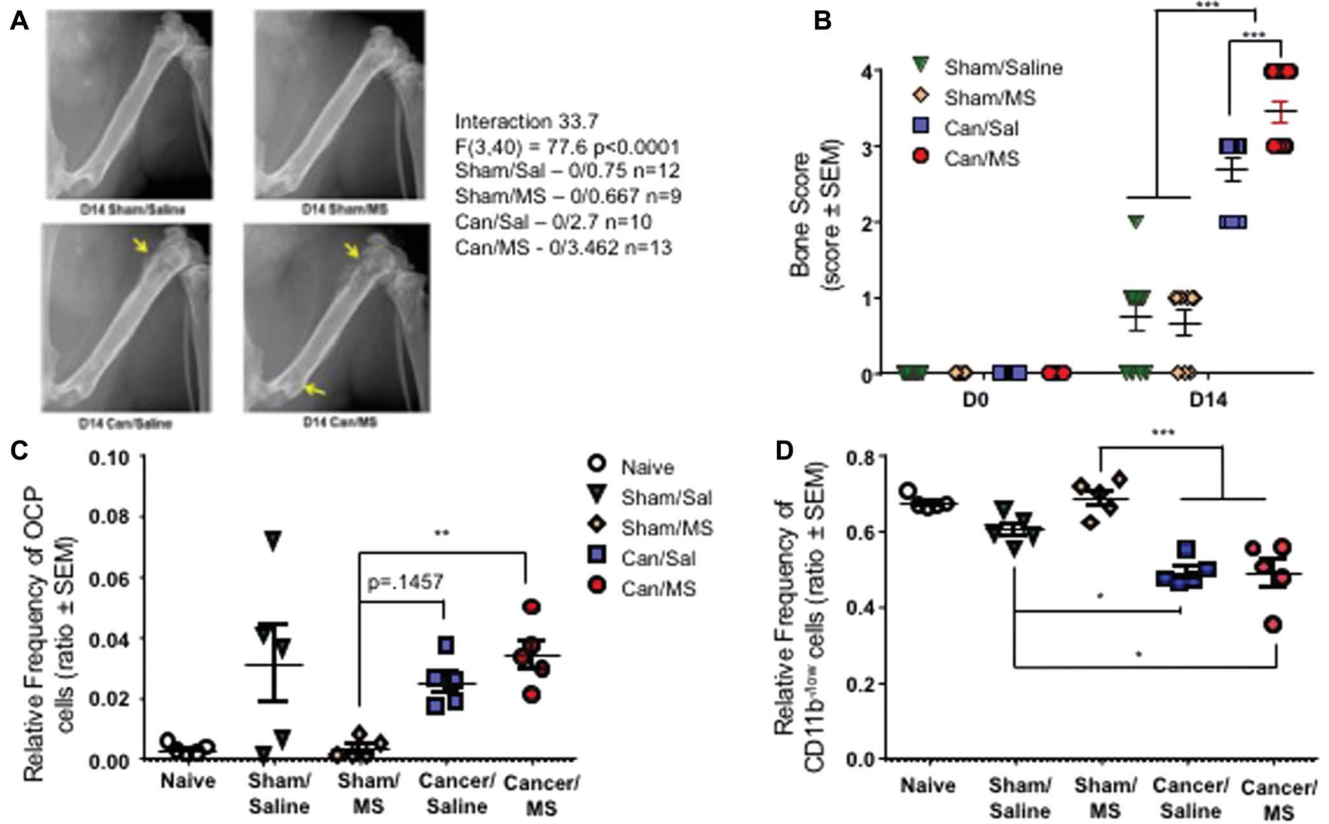 A
D14 Sham/Saline
D14 Sham/MS
D14 Can/Saline
D14 Can/MS
Interaction 33.7
F(3,40) = 77.6 p<0.0001
Sham/Sal – 0/0.75 n=12
Sham/MS – 0/0.667 n=9
Can/Sal – 0/2.7 n=10
Can/MS - 0/3.462 n=13
B
Sham/Saline
Sham/MS
Can/Sal
Can/MS
***
***
Bone Score
(score ± SEM)
4
3
2
1
0
D0
D14
C
Relative Frequency of OCP
cells (ratio ± SEM)
0.10
0.08
0.06
0.04
0.02
0.00
**
p=.1457
Naive
Sham/Sal
Sham/MS
Can/Sal
Can/MS
Naive
Sham/
Saline
Sham/
MS
Cancer/
Saline
Cancer/
MS
D
Relative Frequency of
CD11b-/low cells (ratio ± SEM)
0.8
0.6
0.4
0.2
0.0
***
*
*
Naive
Sham/
Saline
Sham/
MS
Cancer/
Saline
Cancer/
MS